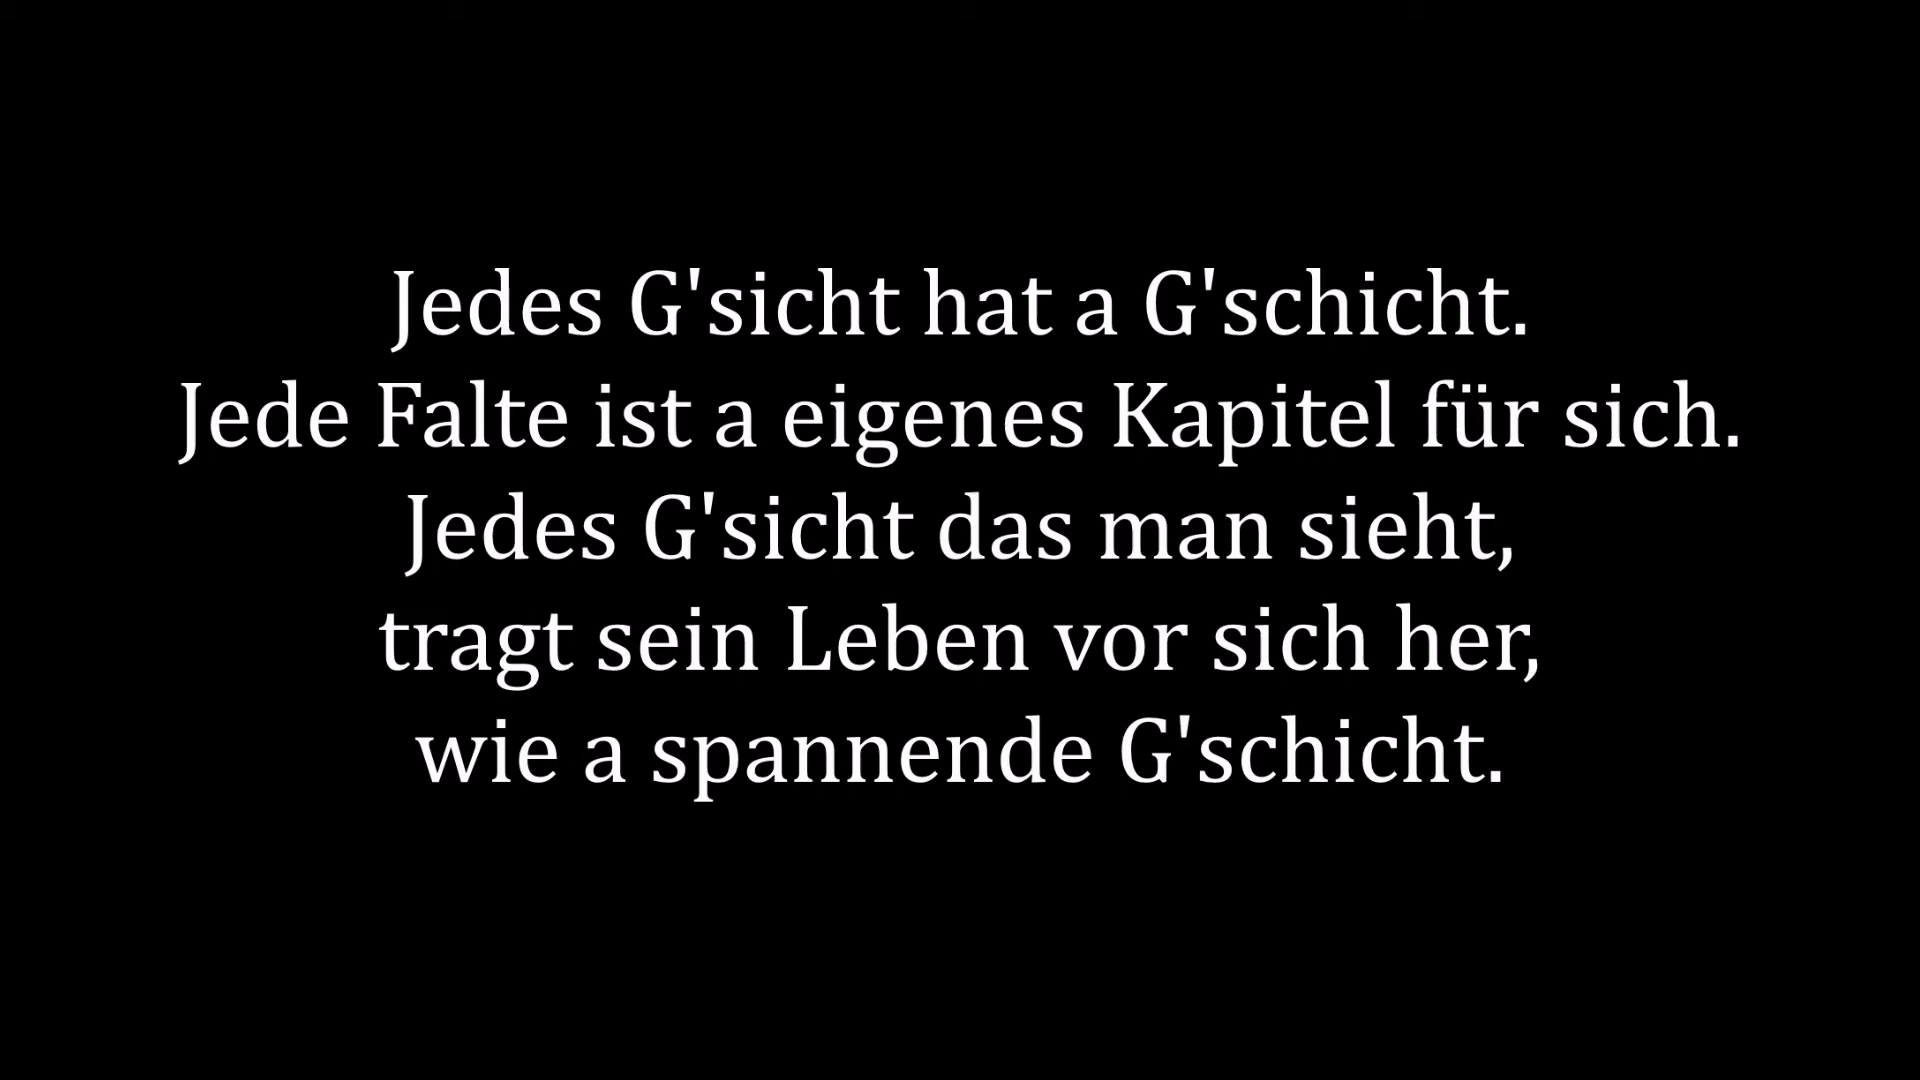 Jedes G'sicht hat a G'schicht.
Jede Falte ist a eigenes Kapitel für sich.
Jedes G'sicht das man sieht,
tragt sein Leben vor sich her,
wie a spannende G'schicht.